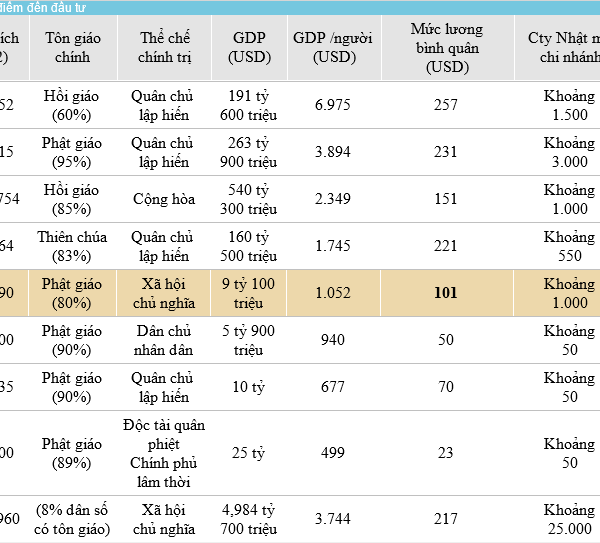 điểm đến đầu tư
ích Tôn giáo chính Thể chế chính trị GDP (USD) GDP /người (USD) Mức lương bình quân (USD) Cty Nhật m chi nhánh
52 Hồi giáo (60%) Quân chủ lập hiến 191 tỷ 600 triệu 6.975 257 Khoảng 1.500
15 Phật giáo (95%) Quân chủ lập hiến 263 tỷ 900 triệu 3.894 231 Khoảng 3.000
754 Hồi giáo (85%) Cộng hòa 540 tỷ 300 triệu 2.349 151 Khoảng 1.000
64 Thiên chúa (83%) Quân chủ lập hiến 160 tỷ 500 triệu 1.745 221 Khoảng 550
90 Phật giáo (80%) Xã hội chủ nghĩa 9 tỷ 100 triệu 1.052 101 Khoảng 1.000
00 Phật giáo (90%) Dân chủ nhân dân 5 tỷ 900 triệu 940 50 Khoảng 50
35 Phật giáo (90%) Quân chủ lập hiến 10 tỷ 677 70 Khoảng 50
00 Phật giáo (89%) Độc tài quân phiệt Chính phủ lâm thời 25 tỷ 499 23 Khoảng 50
960 (8% dân số có tôn giáo) Xã hội chủ nghĩa 4,984 tỷ 700 triệu 3.744 217 Khoảng 25.000